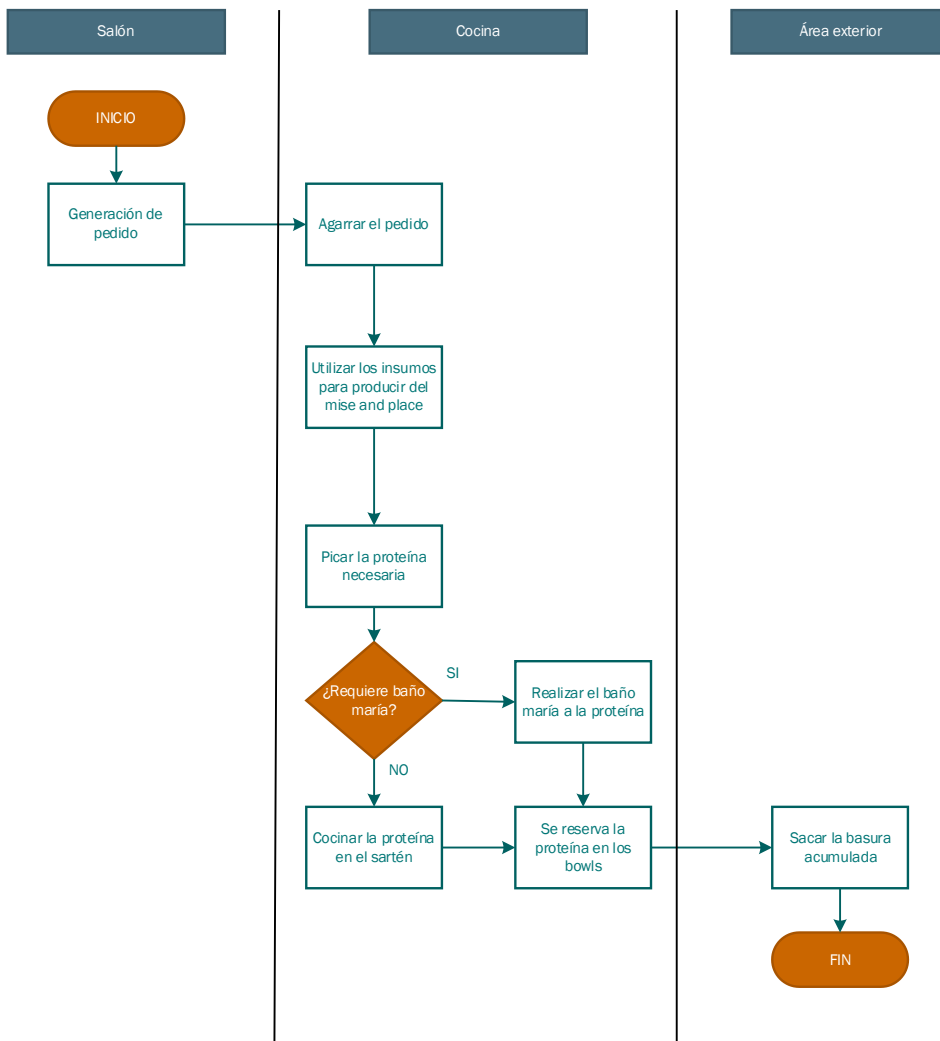 Salón
Cocina
Área exterior
INICIO
Generación de
pedido
Agarrar el pedido
Utilizar los insumos
para producir del
mise and place
Picar la proteína
necesaria
¿Requiere baño
maría?
SI
Realizar el baño
maría a la proteína
NO
Cocinar la proteína
en el sartén
Se reserva la
proteína en los
bowls
Sacar la basura
acumulada
FIN